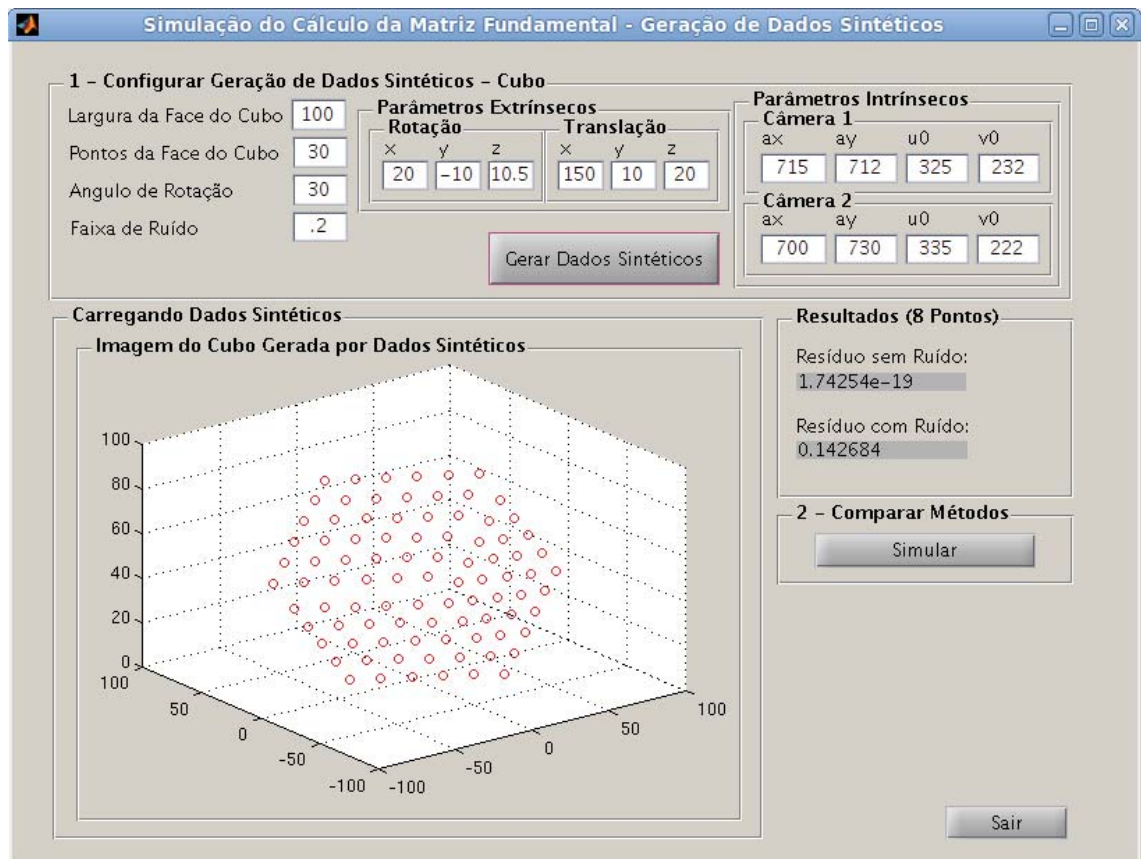 Simulação do Cálculo da Matriz Fundamental - Geração de Dados Sintéticos
1 - Configurar Geração de Dados Sintéticos - Cubo
Largura da Face do Cubo 100
Pontos da Face do Cubo 30
Angulo de Rotação 30
Faixa de Ruído .2
Parâmetros Extrínsecos
Rotação
x y z
20 -10 10.5
Translação
x y z
150 10 20
Gerar Dados Sintéticos
Parâmetros Intrínsecos
Câmera 1
ax ay u0 v0
715 712 325 232
Câmera 2
ax ay u0 v0
700 730 335 222
Carregando Dados Sintéticos
Imagem do Cubo Gerada por Dados Sintéticos
100
80
60
40
20
0
100
50
0
-50
-100
-100
-50
0
50
100
Resultados (8 Pontos)
Resíduo sem Ruído:
1.74254e-19
Resíduo com Ruído:
0.142684
2 - Comparar Métodos
Simular
Sair